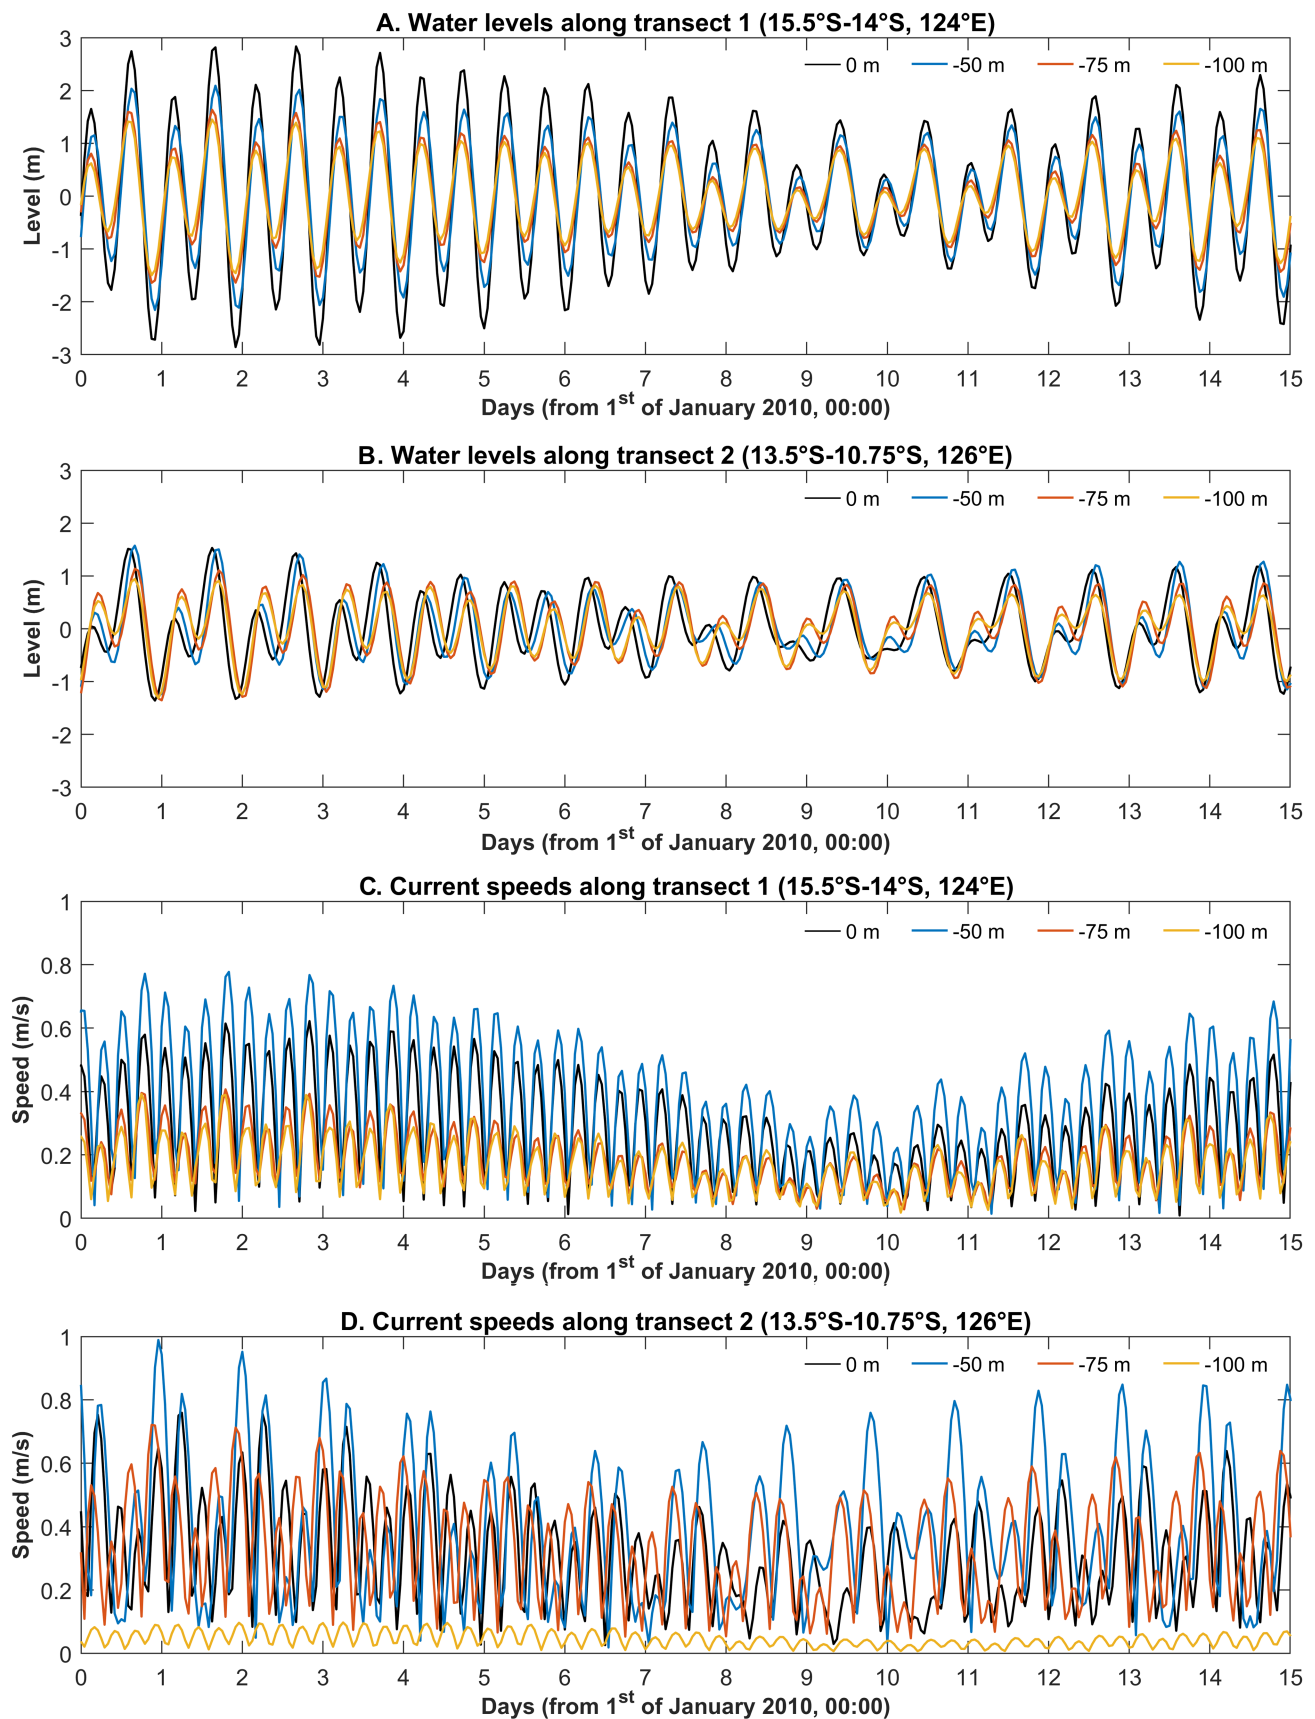 A. Water levels along transect 1 (15.5°S-14°S, 124°E)
0 m -50 m -75 m -100 m
3
2
1
0
-1
-2
-3
Level (m)
0 1 2 3 4 5 6 7 8 9 10 11 12 13 14 15
Days (from 1st of January 2010, 00:00)
B. Water levels along transect 2 (13.5°S-10.75°S, 126°E)
0 m -50 m -75 m -100 m
3
2
1
0
-1
-2
-3
Level (m)
0 1 2 3 4 5 6 7 8 9 10 11 12 13 14 15
Days (from 1st of January 2010, 00:00)
C. Current speeds along transect 1 (15.5°S-14°S, 124°E)
0 m -50 m -75 m -100 m
1
0.8
0.6
0.4
0.2
0
Speed (m/s)
0 1 2 3 4 5 6 7 8 9 10 11 12 13 14 15
Days (from 1st of January 2010, 00:00)
D. Current speeds along transect 2 (13.5°S-10.75°S, 126°E)
0 m -50 m -75 m -100 m
1
0.8
0.6
0.4
0.2
0
Speed (m/s)
0 1 2 3 4 5 6 7 8 9 10 11 12 13 14 15
Days (from 1st of January 2010, 00:00)